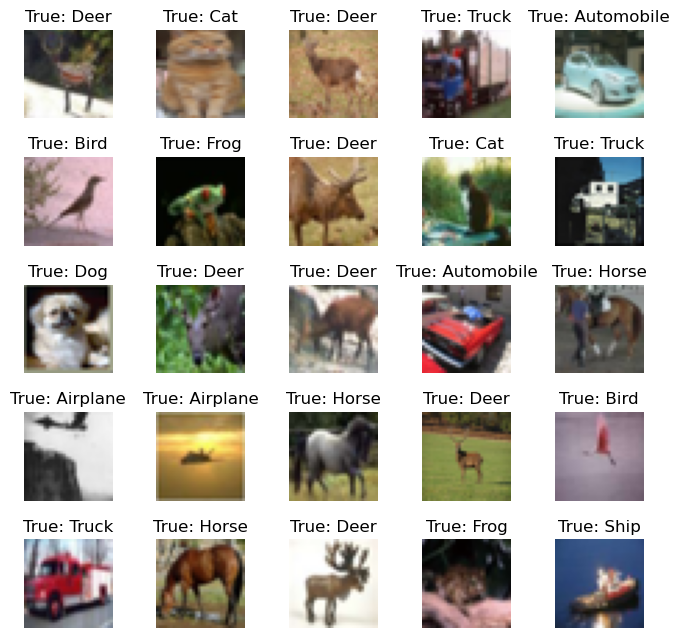 True: Deer True: Cat True: Deer True: Truck True: Automobile
True: Bird True: Frog True: Deer True: Cat True: Truck
True: Dog True: Deer True: Deer True: Automobile True: Horse
True: Airplane True: Airplane True: Horse True: Deer True: Bird
True: Truck True: Horse True: Deer True: Frog True: Ship